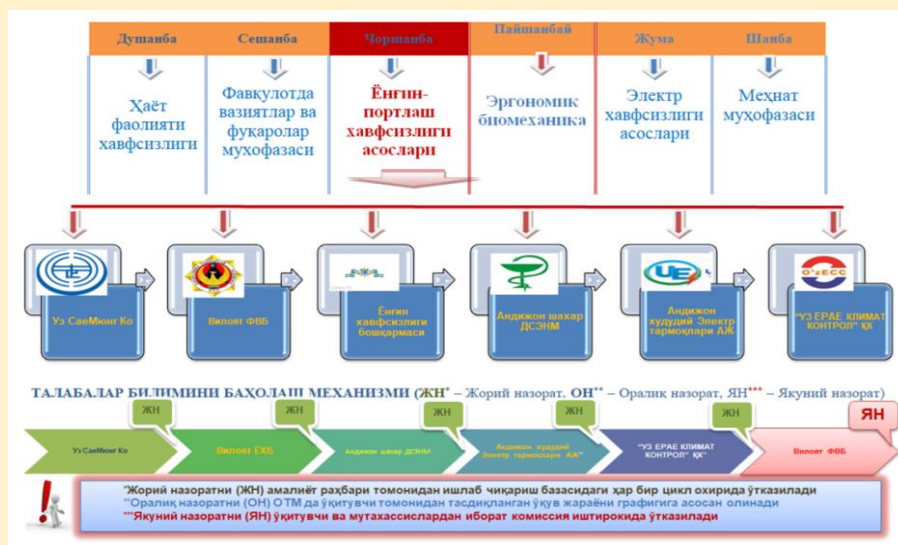 Душанба
Сешанба
Чоршанба
Пайшанбай
Жума
Шанба
Ҳаёт
фаолияти
хавфсизлиги
Фавқулотда
вазиятлар ва
фуқаролар
мухофазаси
Ёнғин-
портлаш
хавфсизлиги
асослари
Эргономик
биомеханика
Электр
хавфсизлиги
асослари
Меҳнат
муҳофазаси
Уз СаеМюнг Ко
Вилоят ФВБ
Ёнғин
хавфсизлиги
бошқармаси
Андижон шахар
ДСЭНМ
UE
Андижон
худудий Электр
тармоқлари АЖ
O'zECC
"УЗ ЕРАЕ КЛИМАТ
КОНТРОЛ" ҚК
ТАЛАБАЛАР БИЛИМИНИ БАҲОЛАШ МЕХАНИЗМИ (ЖН* – Жорий назорат, ОН** – Оралиқ назорат, ЯН*** – Якуний назорат)
ЖН
ЖН
ЖН
ЖН
ЖН
ЯН
Уз СаеМюнг Ко
Вилоят ЁХБ
Андижон шахар ДСЭНМ
Андижон худудий
Электр тармоқлари АЖ"
"УЗ ЕРАЕ КЛИМАТ
КОНТРОЛ" ҚК"
Вилоят ФВБ
*Жорий назоратни (ЖН) амалиёт раҳбари томонидан ишлаб чиқариш базасидаги ҳар бир цикл охирида ўтказилади
**Оралиқ назоратни (ОН) ОТМ да ўқитувчи томонидан тасдиқланган ўқув жараёни графигига асосан олинади
***Якуний назоратни (ЯН) ўқитувчи ва мутахассислардан иборат комиссия иштирокида ўтказилади